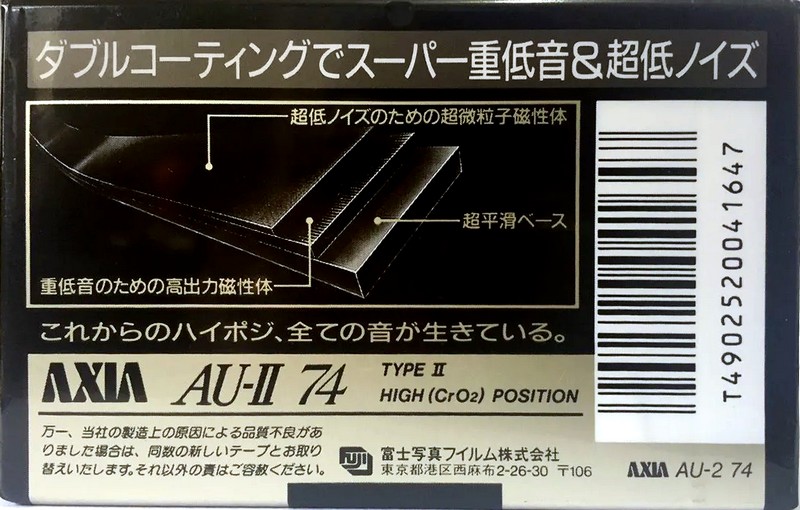 ダブルコーティングでスーパー重低音&超低ノイズ
超低ノイズのための超微粒子磁性体
超平滑ベース
重低音のための高出力磁性体
これからのハイポジ、全ての音が生きている。
AXIA AU-II 74
TYPE II
HIGH (CrO2) POSITION
万一、当社の製造上の原因による品質不良があ
りました場合は、同数の新しいテープとお取り
替えいたします。それ以外の責はご容赦ください。
FUJI
富士写真フイルム株式会社
東京都港区西麻布2-26-30 〒106
T4902520041647
AXIA AU-2 74